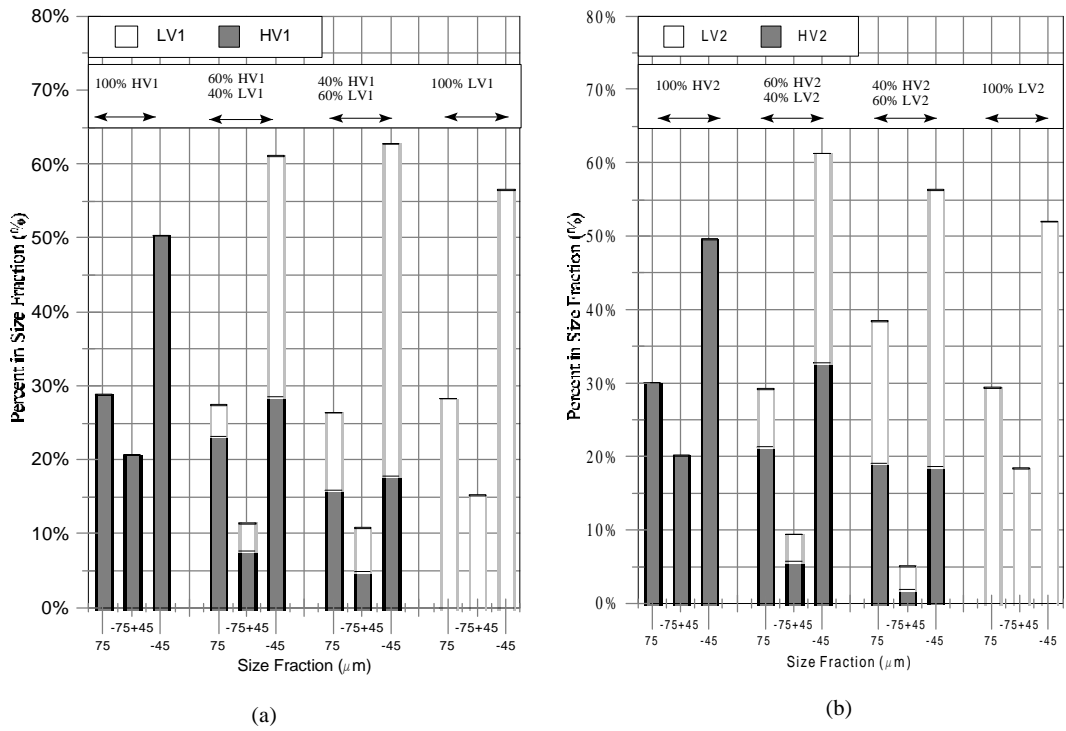 80%
70%
60%
50%
40%
30%
20%
10%
0%
Percent in Size Fraction (%)
LV1 HV1
100% HV1
60% HV1
40% LV1
40% HV1
60% LV1
100% LV1
75 -75+45 -45
75 -75+45 -45
75 -75+45 -45
75 -75+45 -45
Size Fraction (μm)
(a)
80%
70%
60%
50%
40%
30%
20%
10%
0%
Percent in Size Fraction (%)
LV2 HV2
100% HV2
60% HV2
40% LV2
40% HV2
60% LV2
100% LV2
75 -75+45 -45
75 -75+45 -45
75 -75+45 -45
75 -75+45 -45
Size Fraction (μm)
(b)